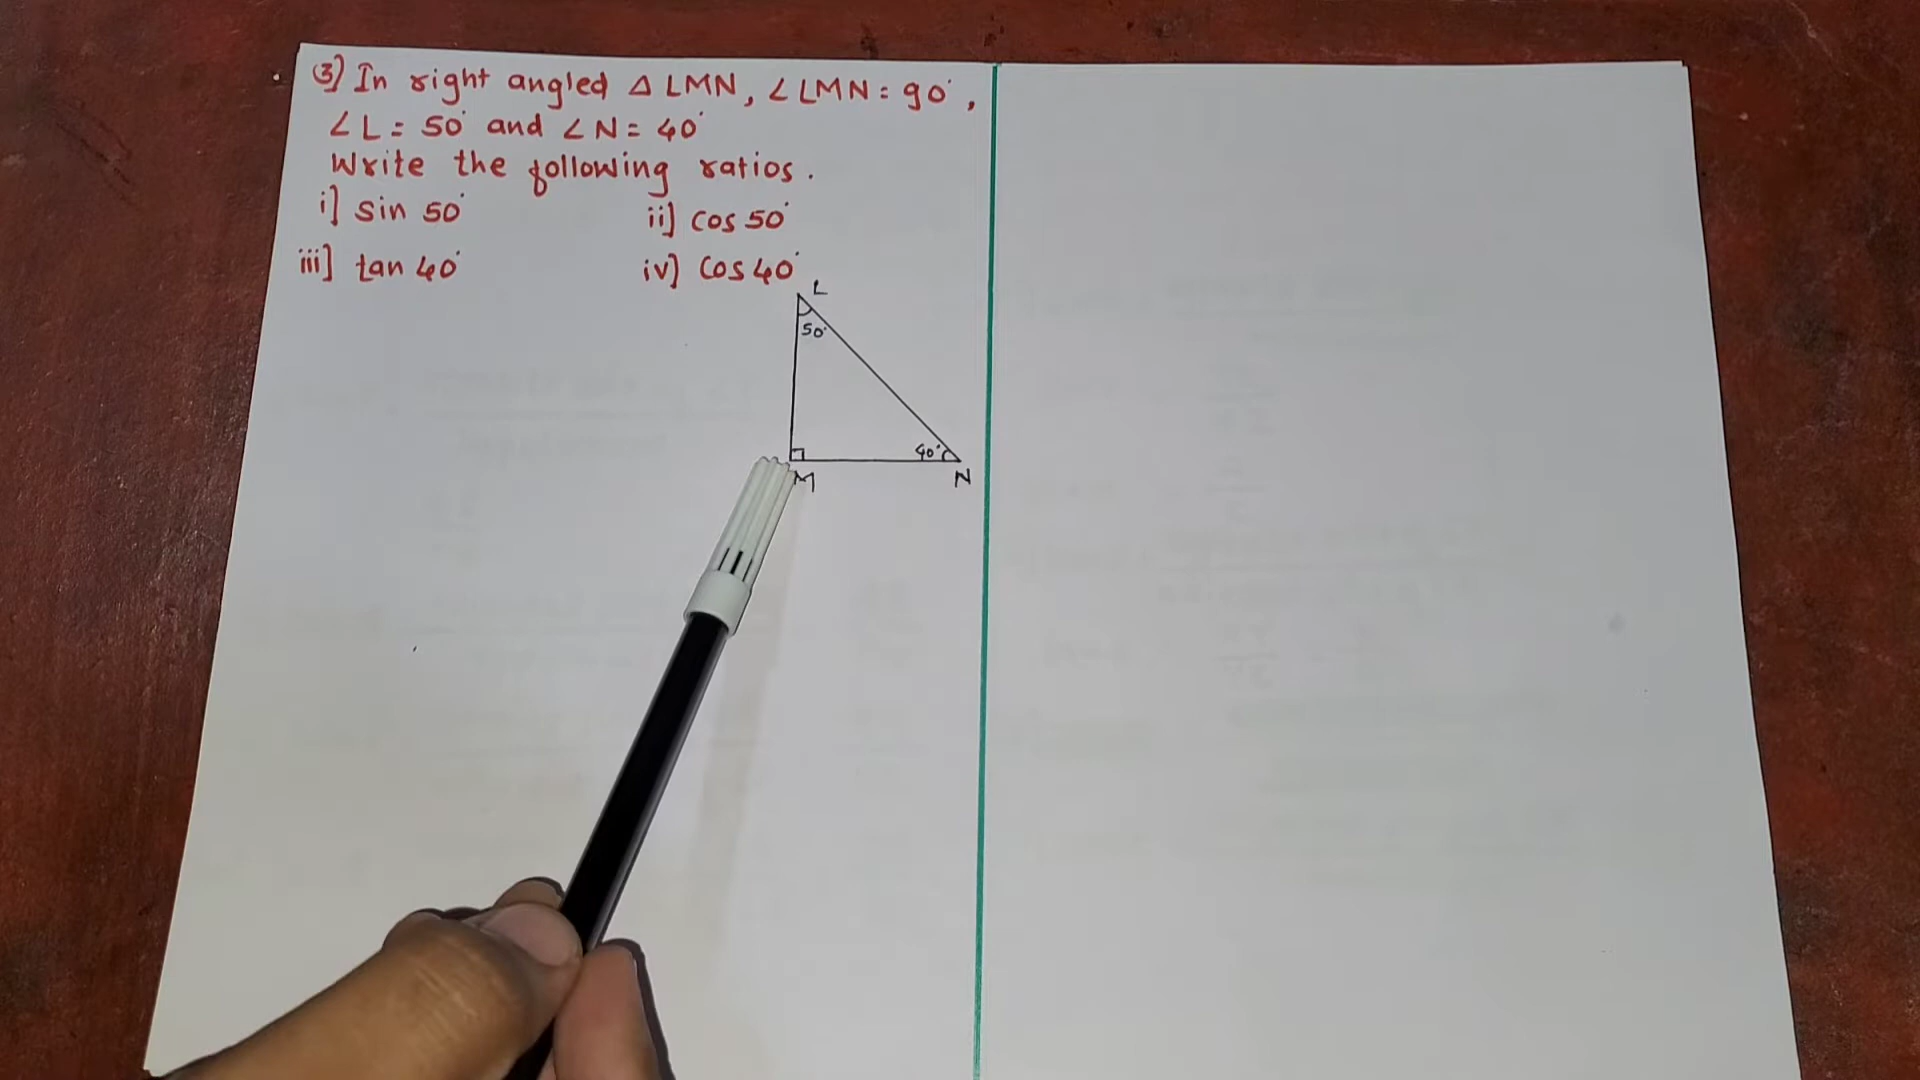 ③] In right angled △ LMN, ∠LMN = 90°,
∠L = 50° and ∠N = 40°
Write the following ratios.
i] sin 50° ii] cos 50°
iii] tan 40° iv] cos 40°
L
50°
40°
M N